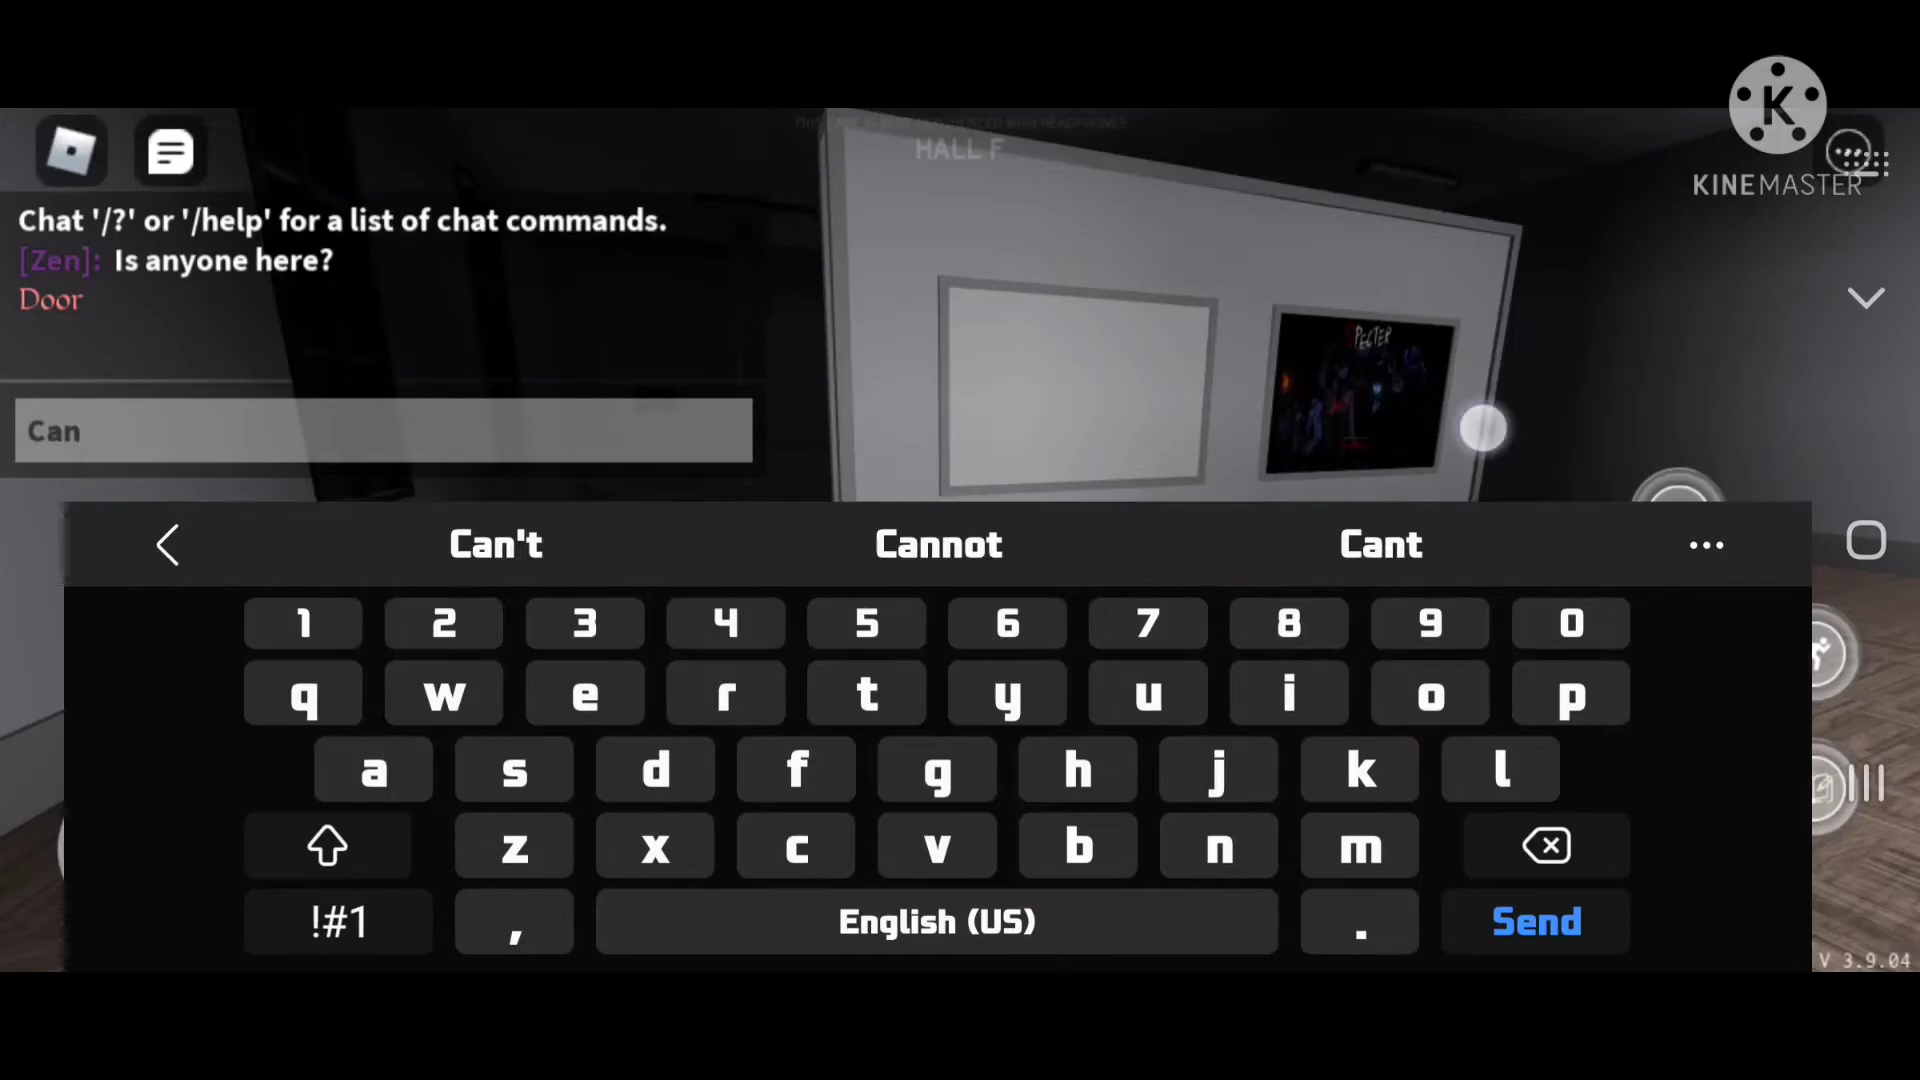 K
KINEMASTER
HALL F
Chat '/?' or '/help' for a list of chat commands.
[Zen]: Is anyone here?
Door
PECTER
Can
Can't Cannot Cant
1 2 3 4 5 6 7 8 9 0
q w e r t y u i o p
a s d f g h j k l
z x c v b n m
!#1 , English (US) . Send
V 3.9.04